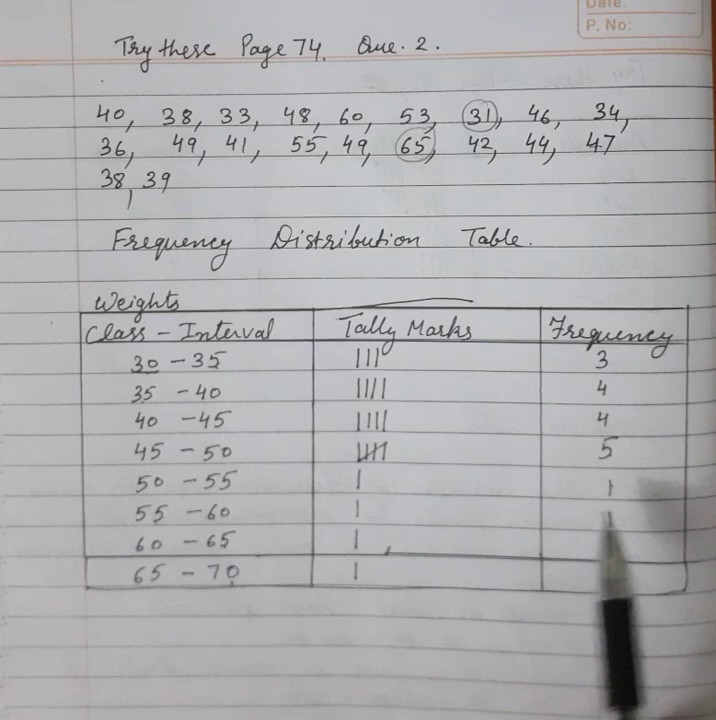 Date:
P. No:
Try these Page 74. Que. 2.
40, 38, 33, 48, 60, 53, 31, 46, 34,
36, 49, 41, 55, 49, 65, 42, 44, 47
38, 39
Frequency Distribution Table.
Weights
Class - Interval Tally Marks Frequency
30 - 35 ||| 3
35 - 40 |||| 4
40 - 45 |||| 4
45 - 50 5
50 - 55 | 1
55 - 60 | 1
60 - 65 |
65 - 70 |